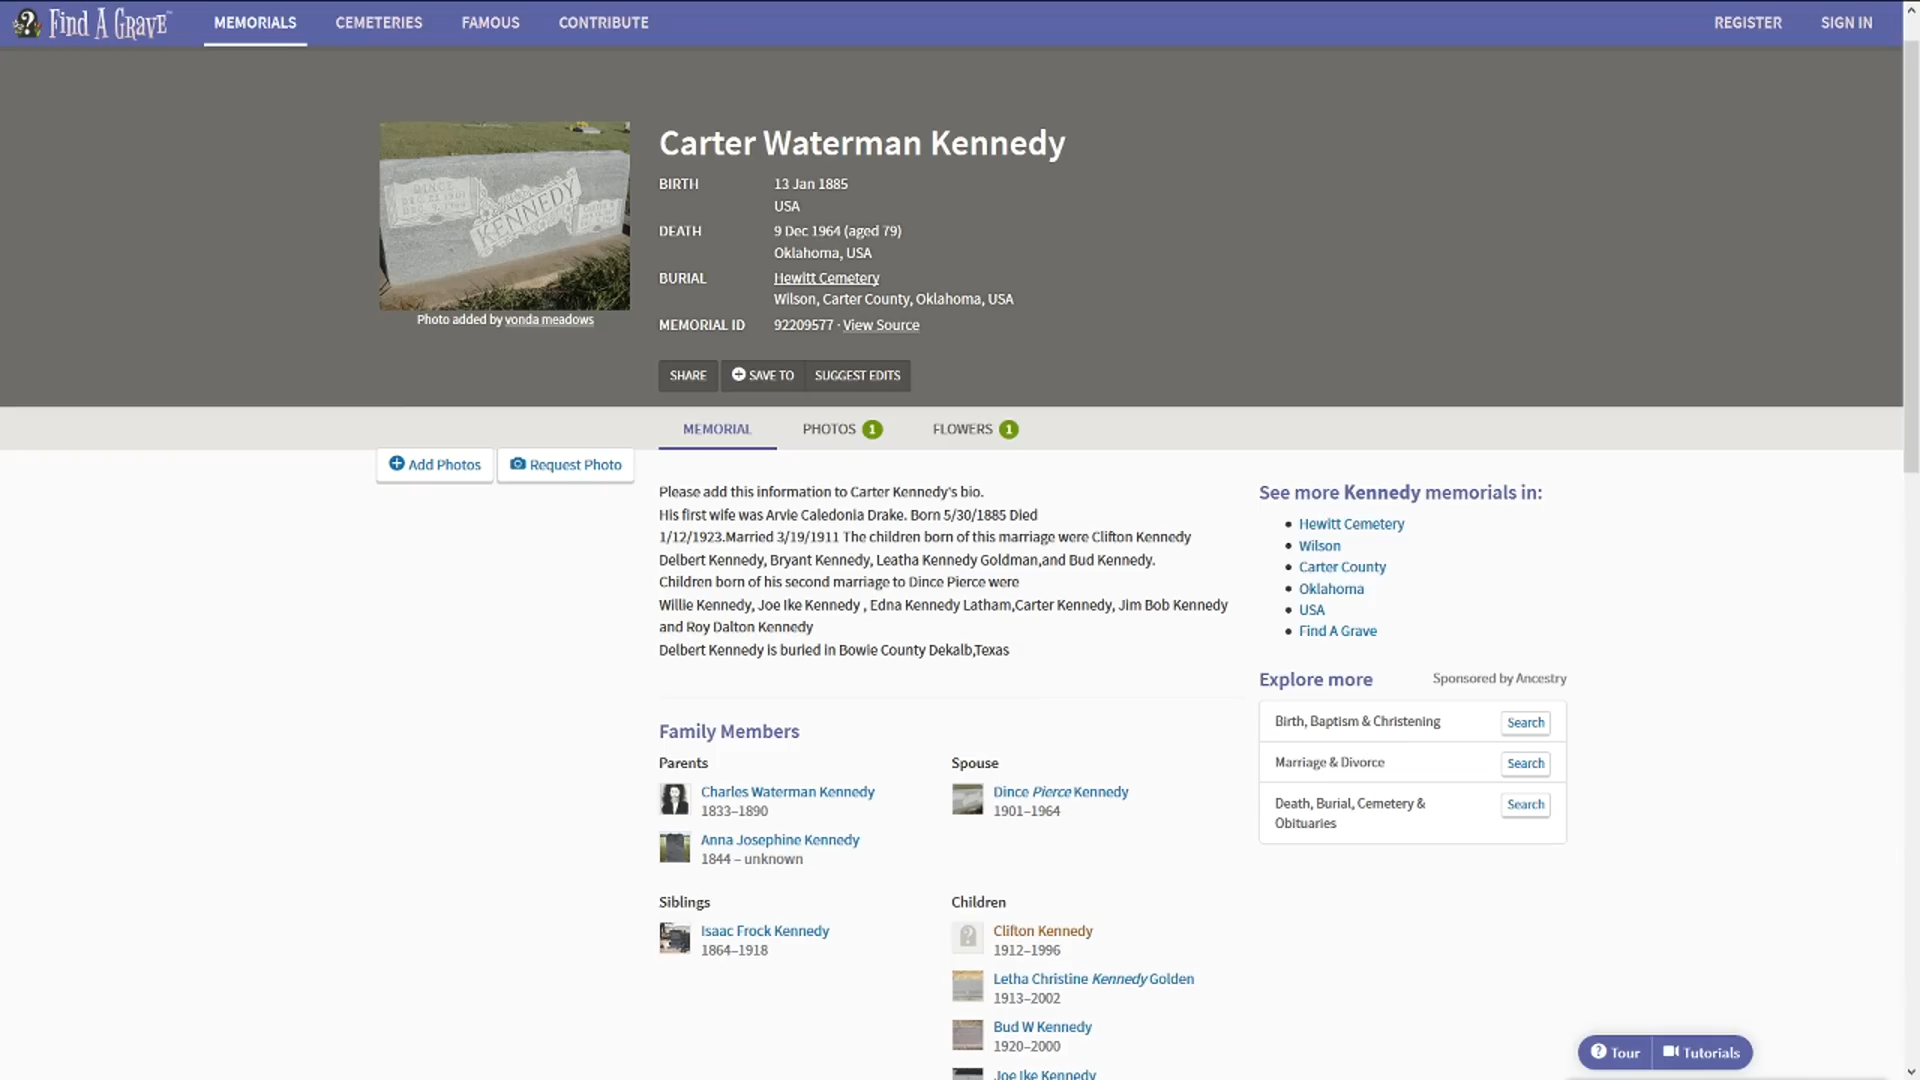 Find A Grave
MEMORIALS
CEMETERIES
FAMOUS
CONTRIBUTE
REGISTER
SIGN IN
DINCE
KENNEDY
Photo added by vonda meadows
Carter Waterman Kennedy
BIRTH 13 Jan 1885
USA
DEATH 9 Dec 1964 (aged 79)
Oklahoma, USA
BURIAL Hewitt Cemetery
Wilson, Carter County, Oklahoma, USA
MEMORIAL ID 92209577 · View Source
SHARE SAVE TO SUGGEST EDITS
MEMORIAL PHOTOS 1 FLOWERS 1
Add Photos Request Photo
Please add this information to Carter Kennedy's bio.
His first wife was Arvie Caledonia Drake. Born 5/30/1885 Died
1/12/1923.Married 3/19/1911 The children born of this marriage were Clifton Kennedy
Delbert Kennedy, Bryant Kennedy, Leatha Kennedy Goldman,and Bud Kennedy.
Children born of his second marriage to Dince Pierce were
Willie Kennedy, Joe Ike Kennedy , Edna Kennedy Latham,Carter Kennedy, Jim Bob Kennedy
and Roy Dalton Kennedy
Delbert Kennedy is buried in Bowie County Dekalb,Texas
See more Kennedy memorials in:
Hewitt Cemetery
Wilson
Carter County
Oklahoma
USA
Find A Grave
Explore more Sponsored by Ancestry
Birth, Baptism & Christening Search
Marriage & Divorce Search
Death, Burial, Cemetery & Search
Obituaries
Family Members
Parents
Charles Waterman Kennedy
1833–1890
Anna Josephine Kennedy
1844 – unknown
Spouse
Dince Pierce Kennedy
1901–1964
Siblings
Isaac Frock Kennedy
1864–1918
Children
Clifton Kennedy
1912–1996
Letha Christine Kennedy Golden
1913–2002
Bud W Kennedy
1920–2000
Joe Ike Kennedy
Tour Tutorials